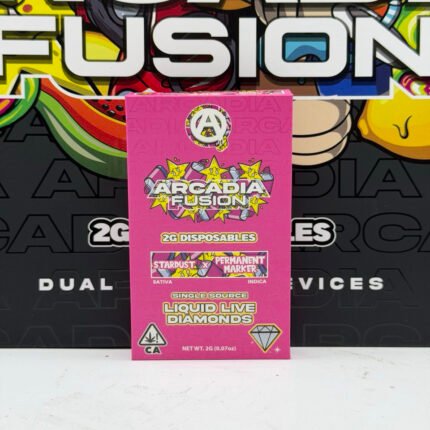 FUSION
ARCADIA
ARCADIA
FUSION
2G DISPOSABLES
STARDUST X PERMANENT MARKER
SATIVA INDICA
SINGLE SOURCE
LIQUID LIVE
DIAMONDS
CA
NET WT. 2G (0.07oz)
2G
LES
DUAL
EVICES